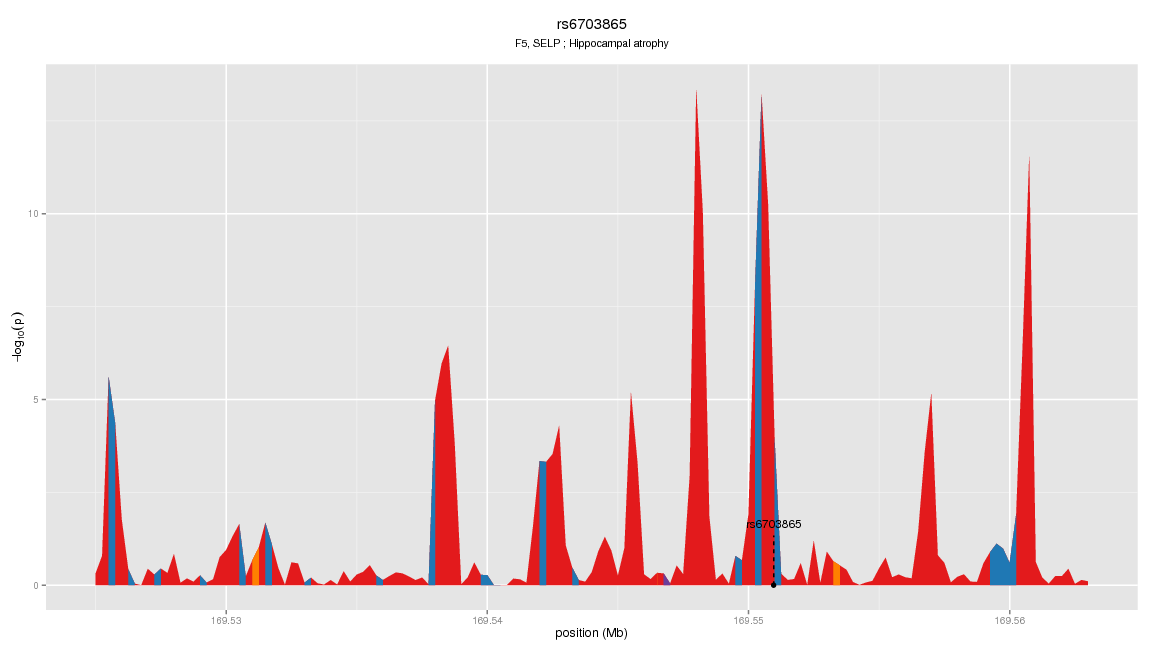 rs6703865
F5, SELP ; Hippocampal atrophy
−log10(p)
10
5
0
rs6703865
169.53 169.54 169.55 169.56
position (Mb)